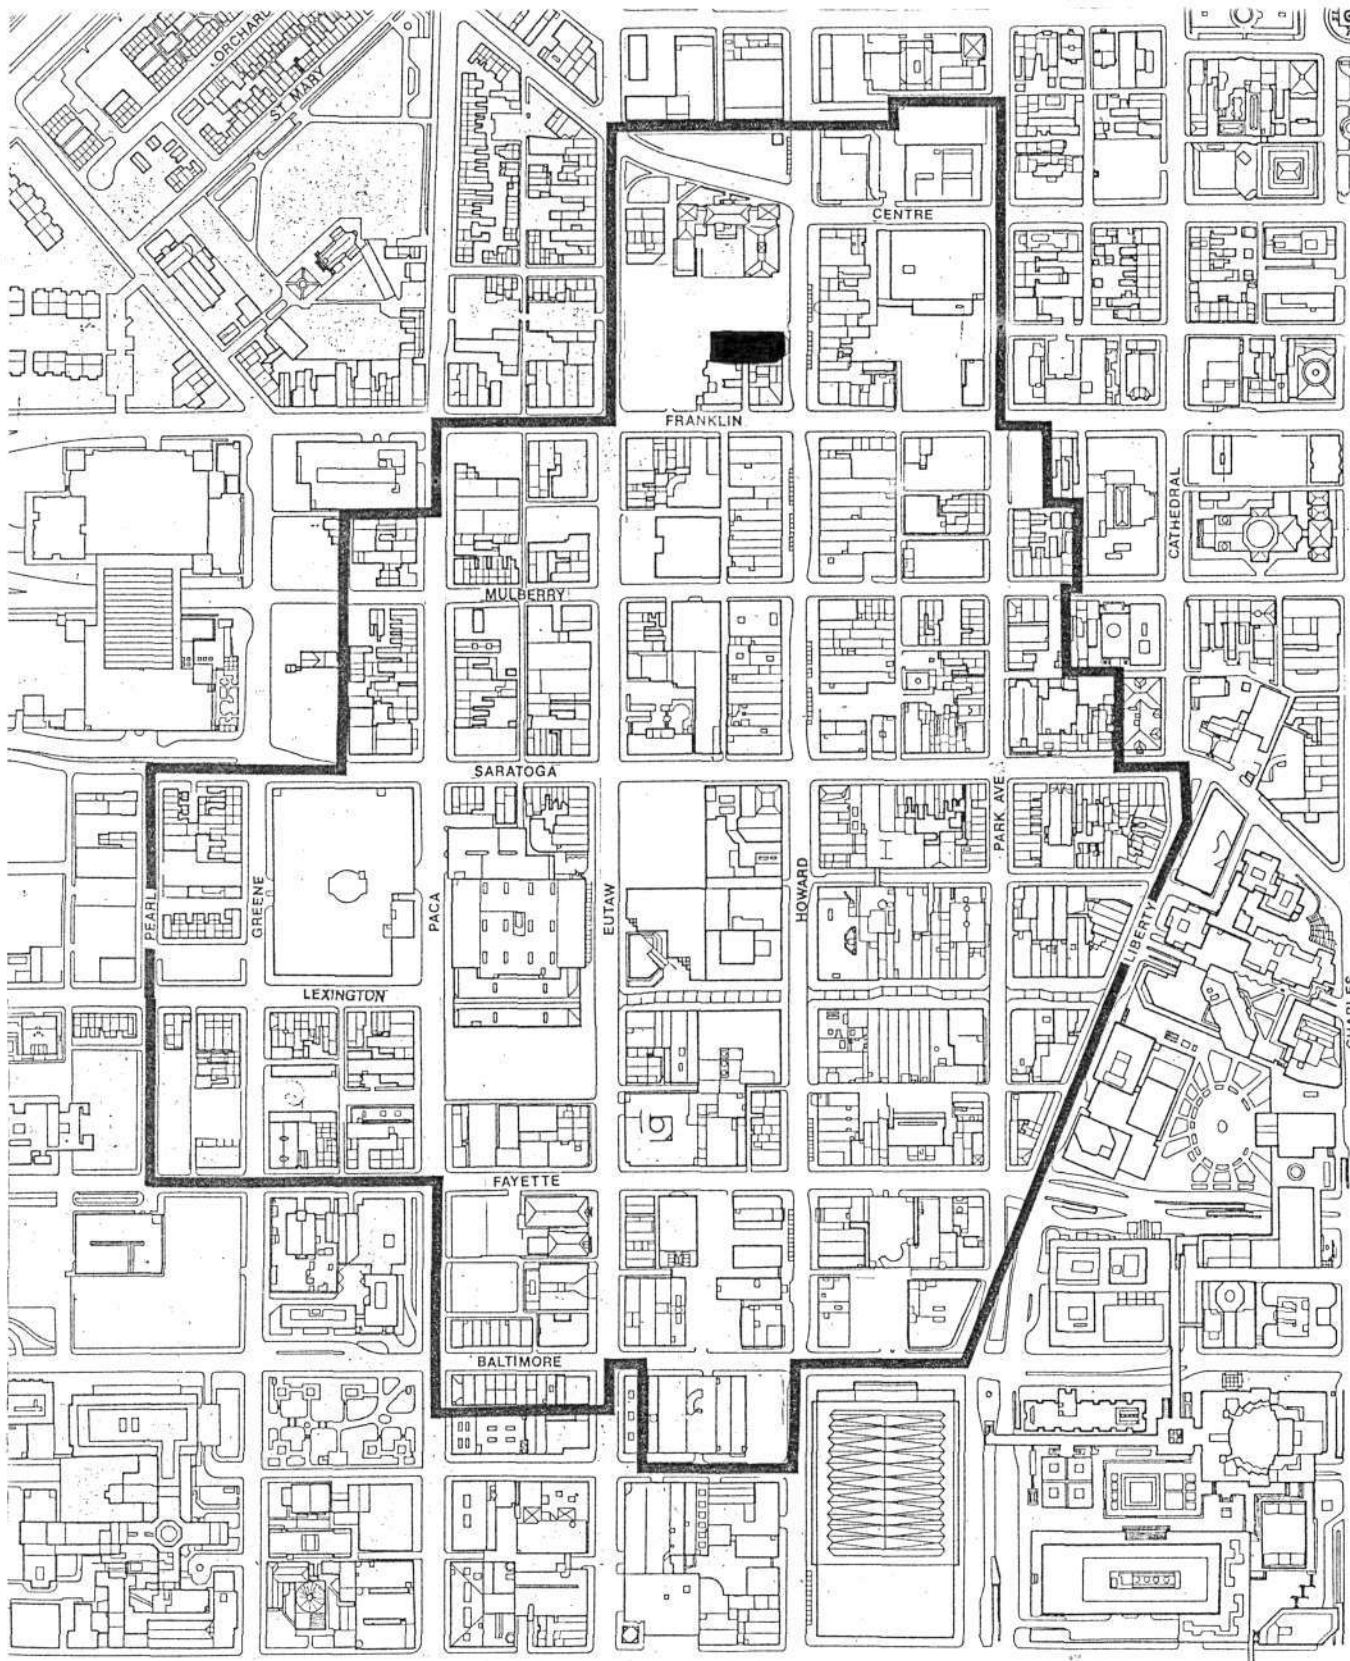 ORCHARD
ST MARY
CENTRE
FRANKLIN
CATHEDRAL
MULBERRY
SARATOGA
PARK AVE
HOWARD
PEARL
GREENE
PACA
EUTAW
LIBERTY
LEXINGTON
CHARLES
FAYETTE
BALTIMORE